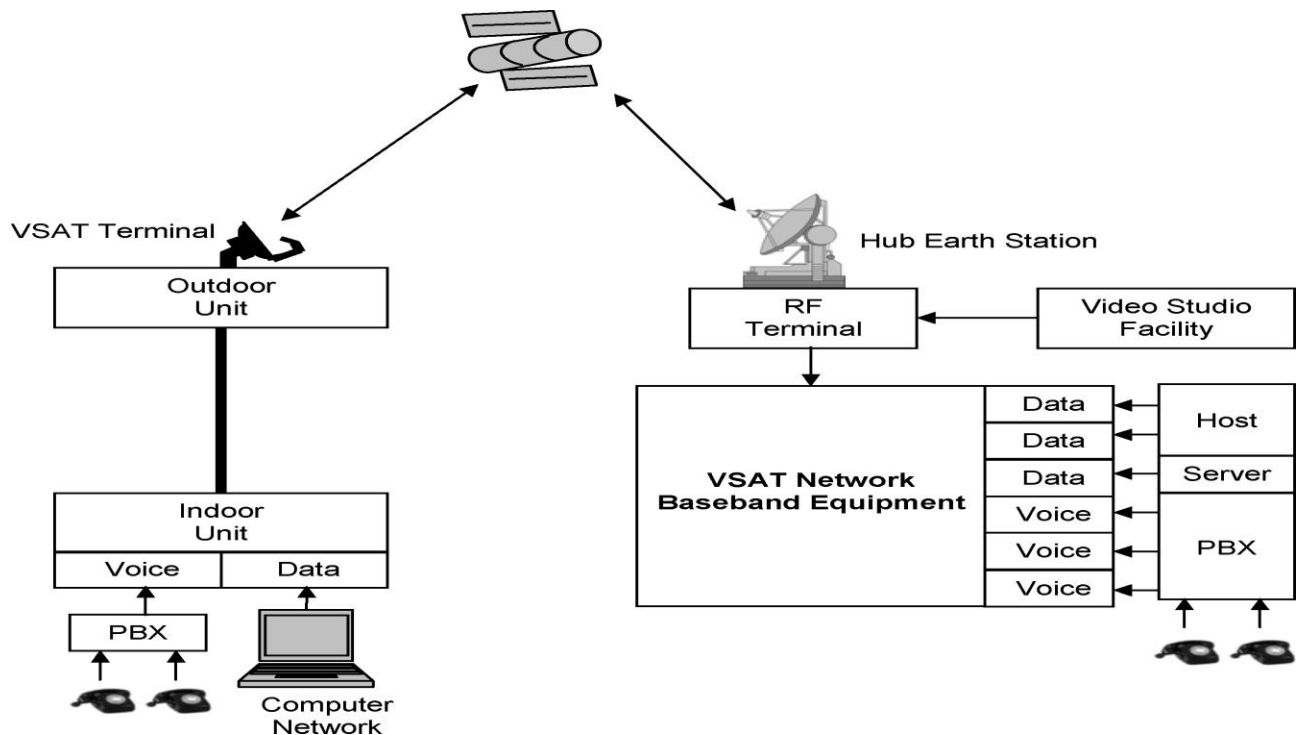 VSAT Terminal
Outdoor
Unit
Indoor
Unit
Voice
Data
PBX
Computer
Network
Hub Earth Station
RF
Terminal
Video Studio
Facility
VSAT Network
Baseband Equipment
Data
Data
Data
Voice
Voice
Voice
Host
Server
PBX